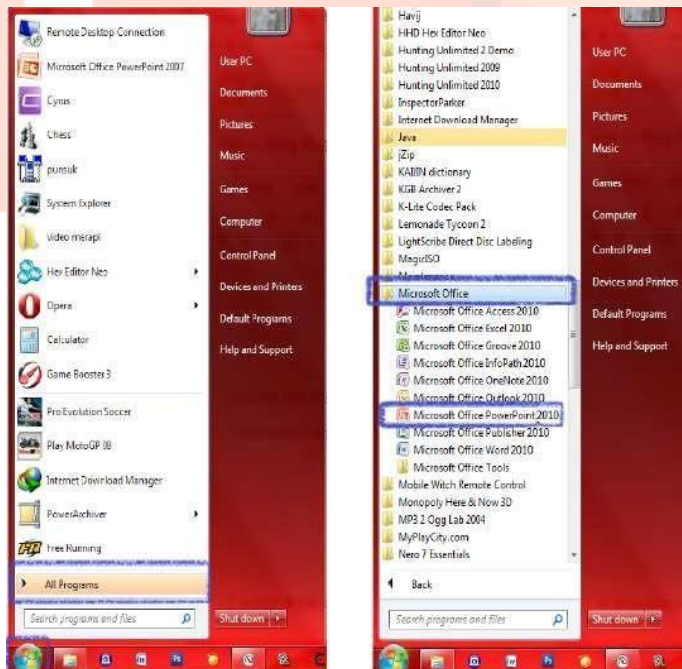 Remote Desktop Connection
Microsoft Office PowerPoint 2007
Cyrus
Chess
punsuk
System Explorer
video merapi
Hex Editor Neo
Opera
Calculator
Game Booster 3
Pro Evolution Soccer
Play MotoGP 08
Internet Download Manager
PowerArchiver
Free Running
All Programs
Search programs and files
User PC
Documents
Pictures
Music
Games
Computer
Control Panel
Devices and Printers
Default Programs
Help and Support
Shut down
Havij
HHD Hex Editor Neo
Hunting Unlimited 2 Demo
Hunting Unlimited 2009
Hunting Unlimited 2010
InspectorParker
Internet Download Manager
Java
jZip
KAIIN dictionary
KGB Archiver 2
K-Lite Codec Pack
Lemonade Tycoon 2
LightScribe Direct Disc Labeling
MagicISO
Maintenance
Microsoft Office
Microsoft Office Access 2010
Microsoft Office Excel 2010
Microsoft Office Groove 2010
Microsoft Office InfoPath 2010
Microsoft Office OneNote 2010
Microsoft Office Outlook 2010
Microsoft Office PowerPoint 2010
Microsoft Office Publisher 2010
Microsoft Office Word 2010
Microsoft Office Tools
Mobile Witch Remote Control
Monopoly Here & Now 3D
MP3 2 Ogg Lab 2004
MyPlayCity.com
Nero 7 Essentials
Back
Search programs and files
User PC
Documents
Pictures
Music
Games
Computer
Control Panel
Devices and Printers
Default Programs
Help and Support
Shut down